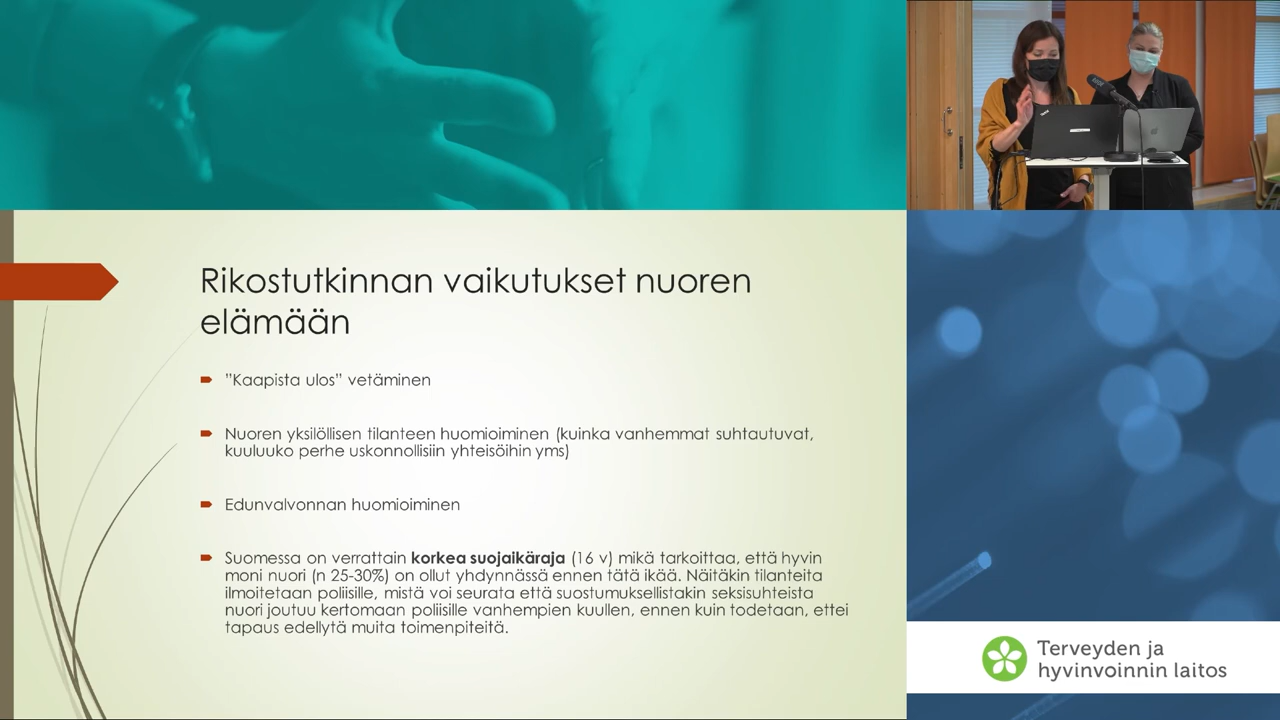 Rikostutkinnan vaikutukset nuoren
elämään
”Kaapista ulos” vetäminen
Nuoren yksilöllisen tilanteen huomioiminen (kuinka vanhemmat suhtautuvat,
kuuluuko perhe uskonnollisiin yhteisöihin yms)
Edunvalvonnan huomioiminen
Suomessa on verrattain korkea suojaikäraja (16 v) mikä tarkoittaa, että hyvin
moni nuori (n 25-30%) on ollut yhdynnässä ennen tätä ikää. Näitäkin tilanteita
ilmoitetaan poliisille, mistä voi seurata että suostumuksellistakin seksisuhteista
nuori joutuu kertomaan poliisille vanhempien kuullen, ennen kuin todetaan, ettei
tapaus edellytä muita toimenpiteitä.
Terveyden ja
hyvinvoinnin laitos